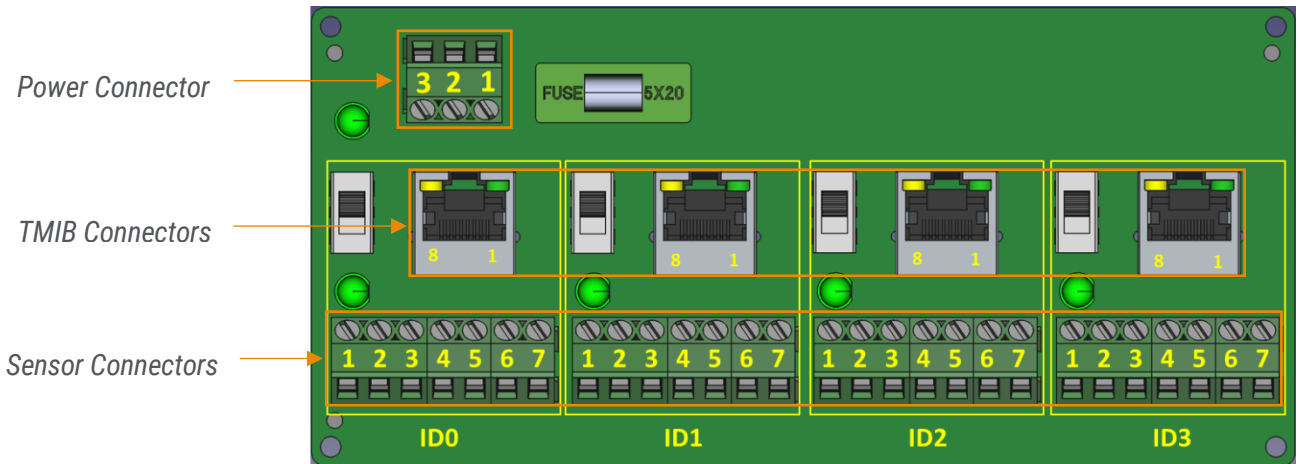 Power Connector
3 2 1
FUSE 5X20
TMIB Connectors
8 1
8 1
8 1
8 1
Sensor Connectors
1 2 3 4 5 6 7
1 2 3 4 5 6 7
1 2 3 4 5 6 7
1 2 3 4 5 6 7
ID0
ID1
ID2
ID3